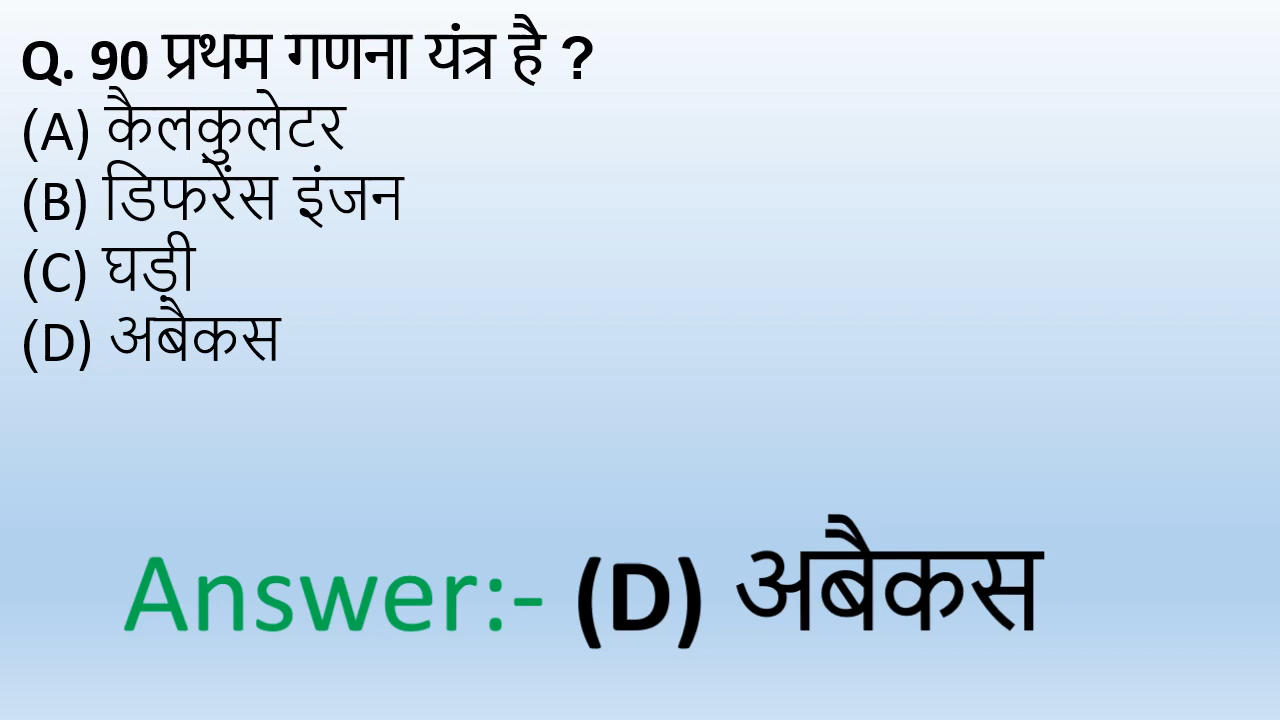 Q. 90 प्रथम गणना यंत्र है ?
(A) कैलकुलेटर
(B) डिफरेंस इंजन
(C) घड़ी
(D) अबैकस
Answer:- (D) अबैकस